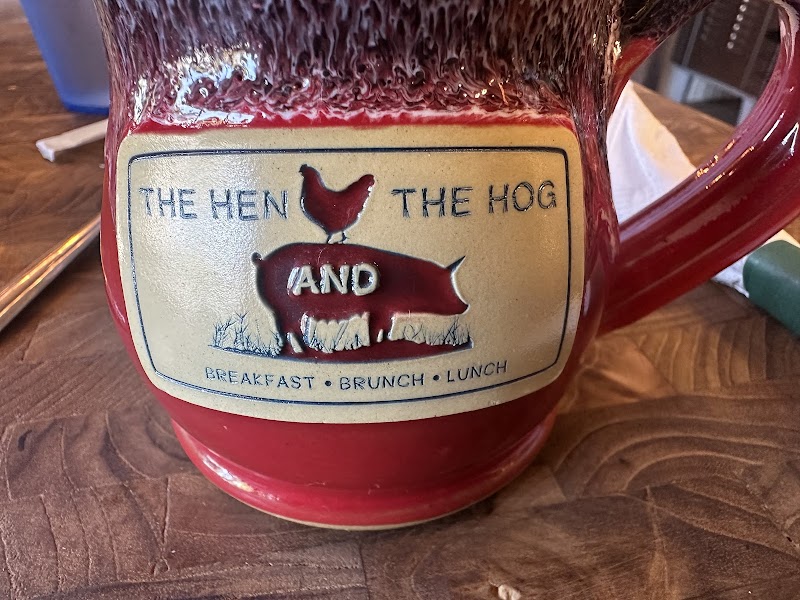 THE HEN THE HOG
AND
BREAKFAST • BRUNCH • LUNCH